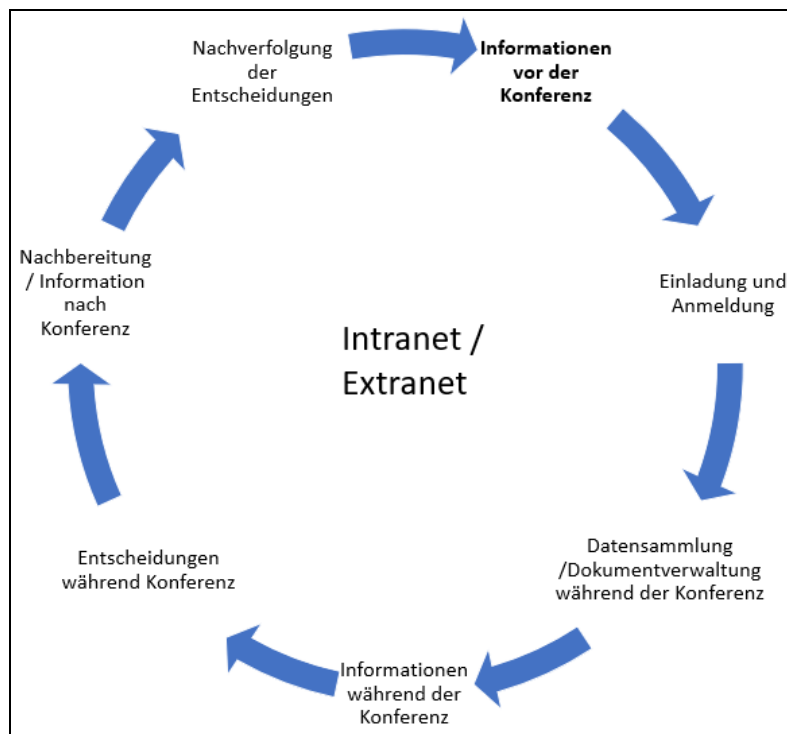 Nachverfolgung
der
Entscheidungen
Informationen
vor der
Konferenz
Einladung und
Anmeldung
Datensammlung
/Dokumentverwaltung
während der Konferenz
Informationen
während der
Konferenz
Entscheidungen
während Konferenz
Nachbereitung
/ Information
nach
Konferenz
Intranet /
Extranet